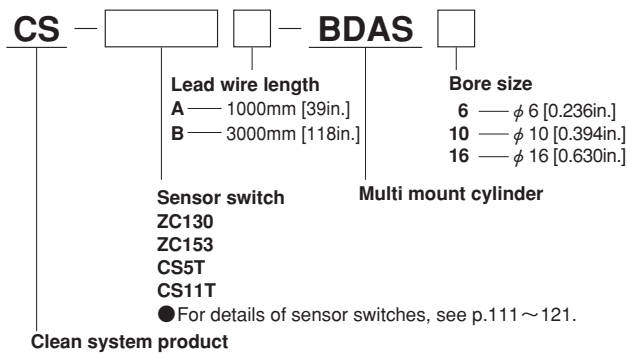 CS — — BDAS
Lead wire length
A — 1000mm [39in.]
B — 3000mm [118in.]
Bore size
6 — ϕ 6 [0.236in.]
10 — ϕ 10 [0.394in.]
16 — ϕ 16 [0.630in.]
Sensor switch
ZC130
ZC153
CS5T
CS11T
●For details of sensor switches, see p.111～121.
Multi mount cylinder
Clean system product